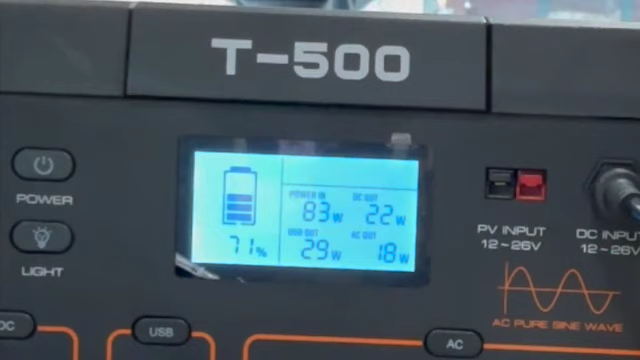 T-500
POWER
LIGHT
POWER IN
83W
DC OUT
22W
USB OUT
29W
AC OUT
18W
71%
PV INPUT
12~26V
DC INPUT
12~26V
AC PURE SINE WAVE
DC
USB
AC